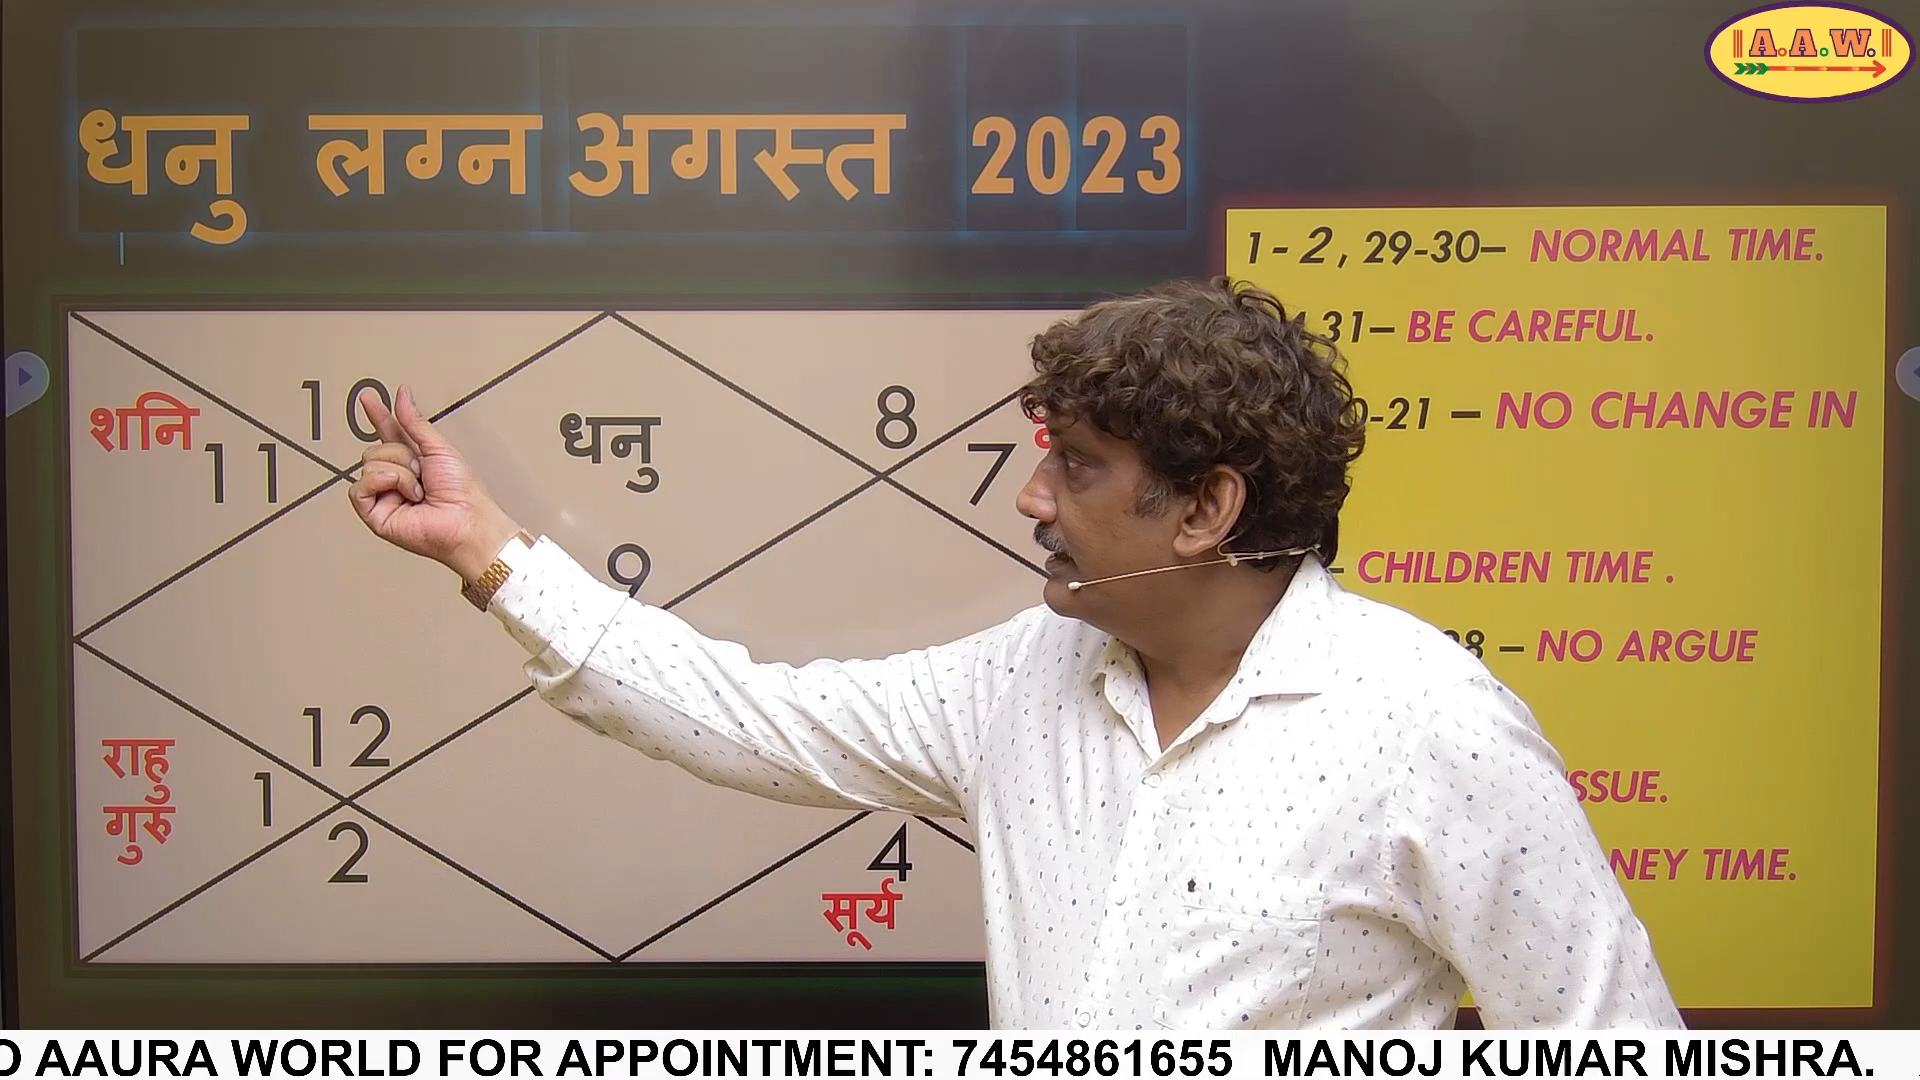 A.A.W.
धनु लग्न अगस्त 2023
1 - 2 , 29-30– NORMAL TIME.
31– BE CAREFUL.
-21 – NO CHANGE IN
– CHILDREN TIME .
8 – NO ARGUE
TIME.
शनि
11
10
धनु
9
8
7
12
राहु
गुरु
1
2
4
सूर्य
AAURA WORLD FOR APPOINTMENT: 7454861655 MANOJ KUMAR MISHRA.